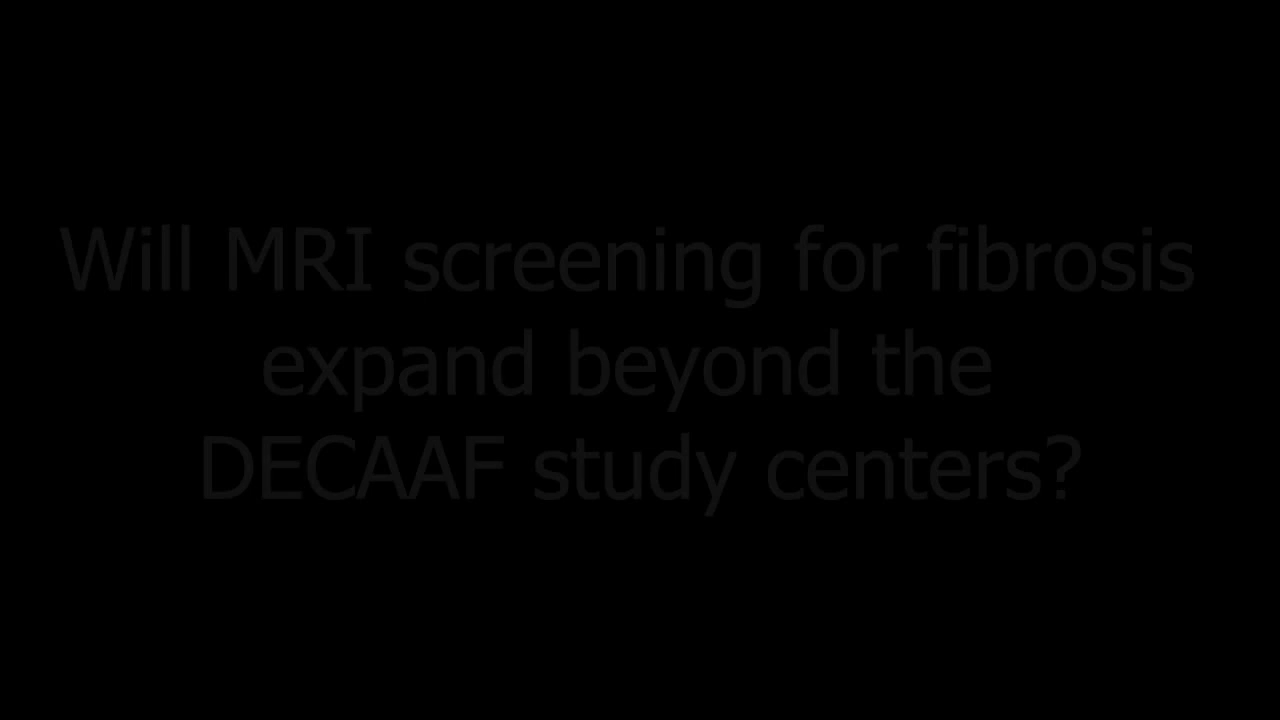 Will MRI screening for fibrosis
expand beyond the
DECAAF study centers?